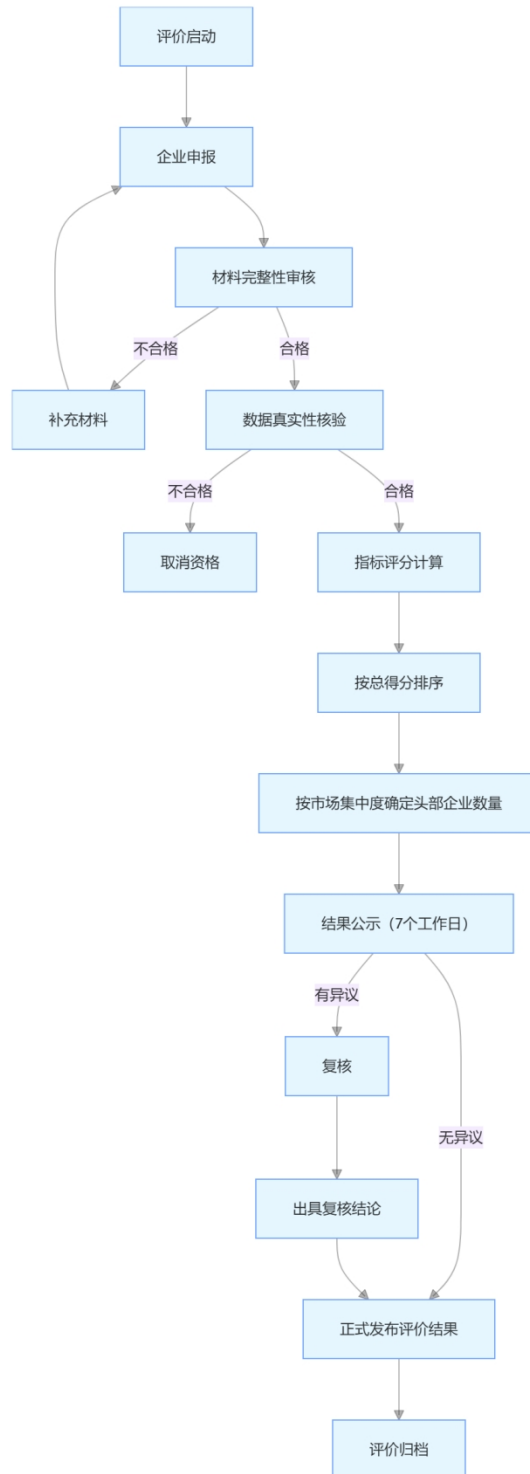 评价启动
企业申报
材料完整性审核
不合格
合格
补充材料
数据真实性核验
不合格
合格
取消资格
指标评分计算
按总得分排序
按市场集中度确定头部企业数量
结果公示（7个工作日）
有异议
复核
无异议
出具复核结论
正式发布评价结果
评价归档